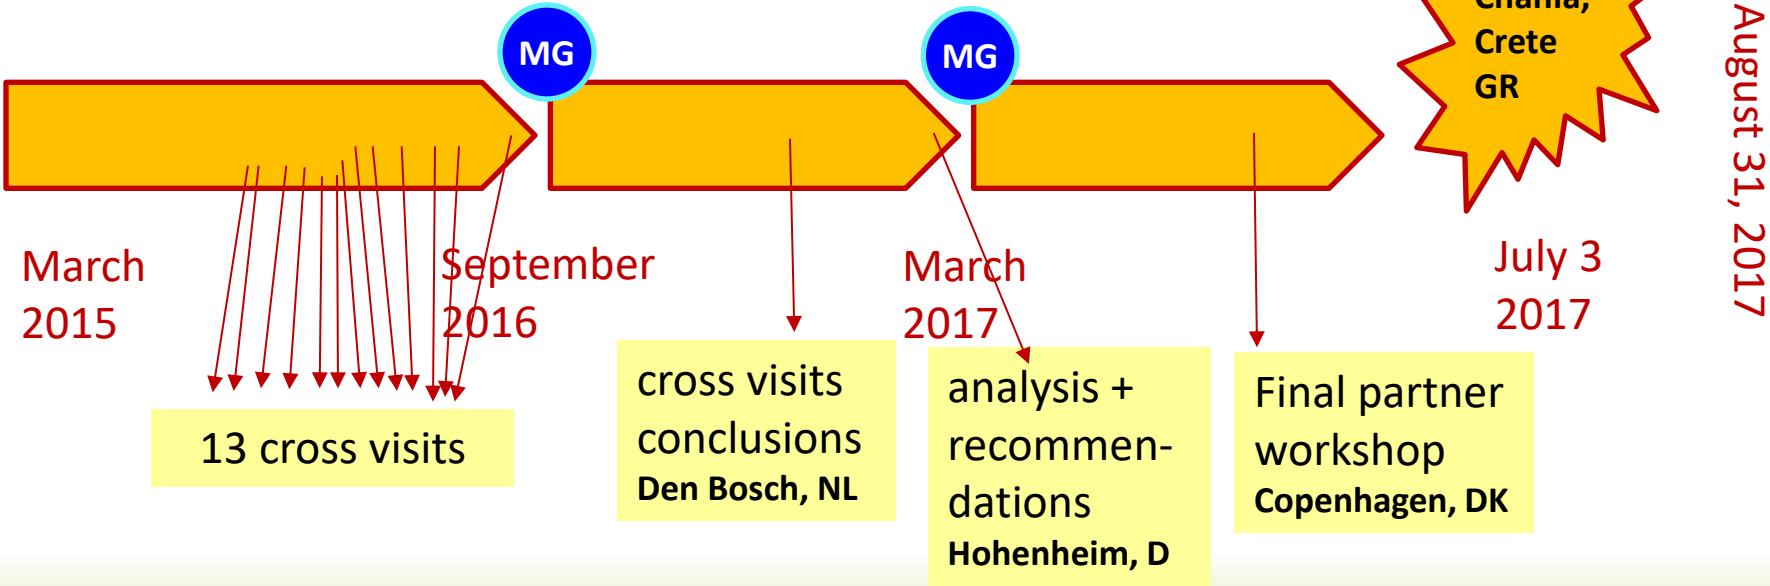 Chania,
Crete
GR
MG
MG
August 31, 2017
March
2015
September
2016
March
2017
July 3
2017
13 cross visits
cross visits
conclusions
Den Bosch, NL
analysis +
recommen-
dations
Hohenheim, D
Final partner
workshop
Copenhagen, DK